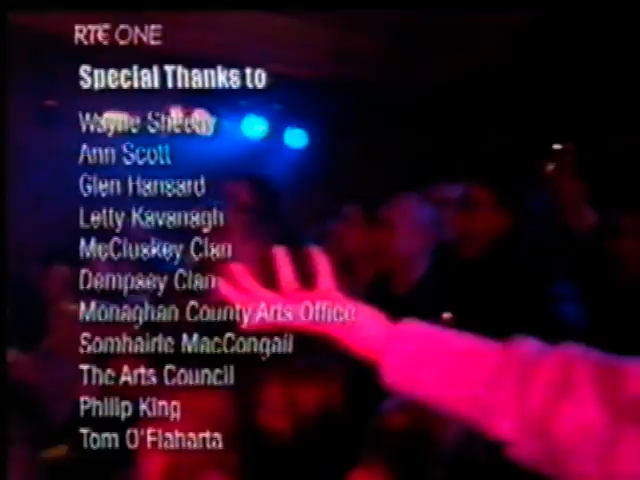 RTÉ ONE
Special Thanks to
Wayne Sheehy
Ann Scott
Glen Hansard
Letty Kavanagh
McCluskey Clan
Dempsey Clan
Monaghan County Arts Office
Somhairle MacCongail
The Arts Council
Philip King
Tom O'Flaharta